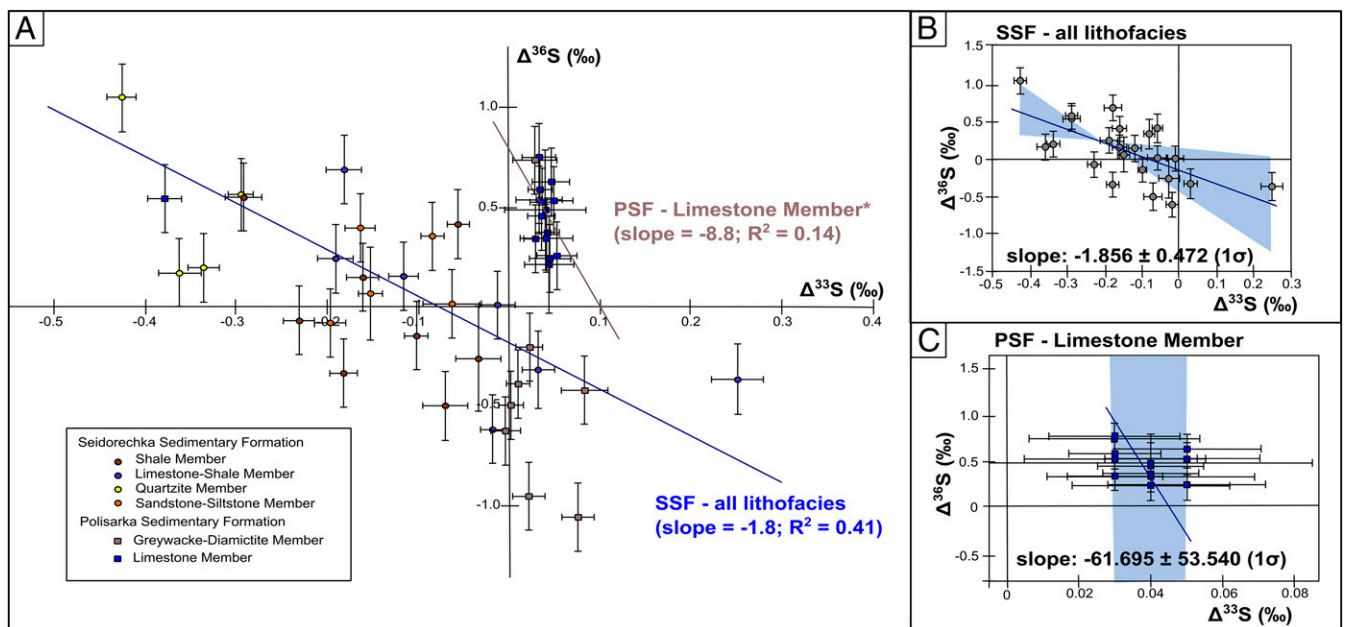 A
Δ³⁶S (‰)
1.0
0.5
PSF - Limestone Member*
(slope = -8.8; R² = 0.14)
Δ³³S (‰)
-0.5
-0.4
-0.3
-0.2
-0.1
0
0.1
0.2
0.3
0.4
-0.5
-1.0
SSF - all lithofacies
(slope = -1.8; R² = 0.41)
Seidorechka Sedimentary Formation
Shale Member
Limestone-Shale Member
Quartzite Member
Sandstone-Siltstone Member
Polisarka Sedimentary Formation
Greywacke-Diamictite Member
Limestone Member
B
SSF - all lithofacies
Δ³⁶S (‰)
1.5
1.0
0.5
0
-0.5
-1.0
-1.5
slope: -1.856 ± 0.472 (1σ)
-0.5
-0.4
-0.3
-0.2
-0.1
0
0.1
0.2
0.3
Δ³³S (‰)
C
PSF - Limestone Member
Δ³⁶S (‰)
1.5
1.0
0.5
0
-0.5
slope: -61.695 ± 53.540 (1σ)
0
0.02
0.04
0.06
0.08
Δ³³S (‰)